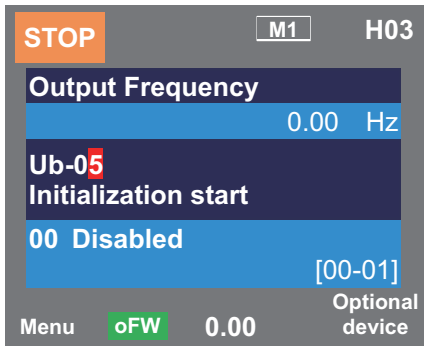 STOP M1 H03
Output Frequency
0.00 Hz
Ub-05
Initialization start
00 Disabled
[00-01]
Menu oFW 0.00 Optional device